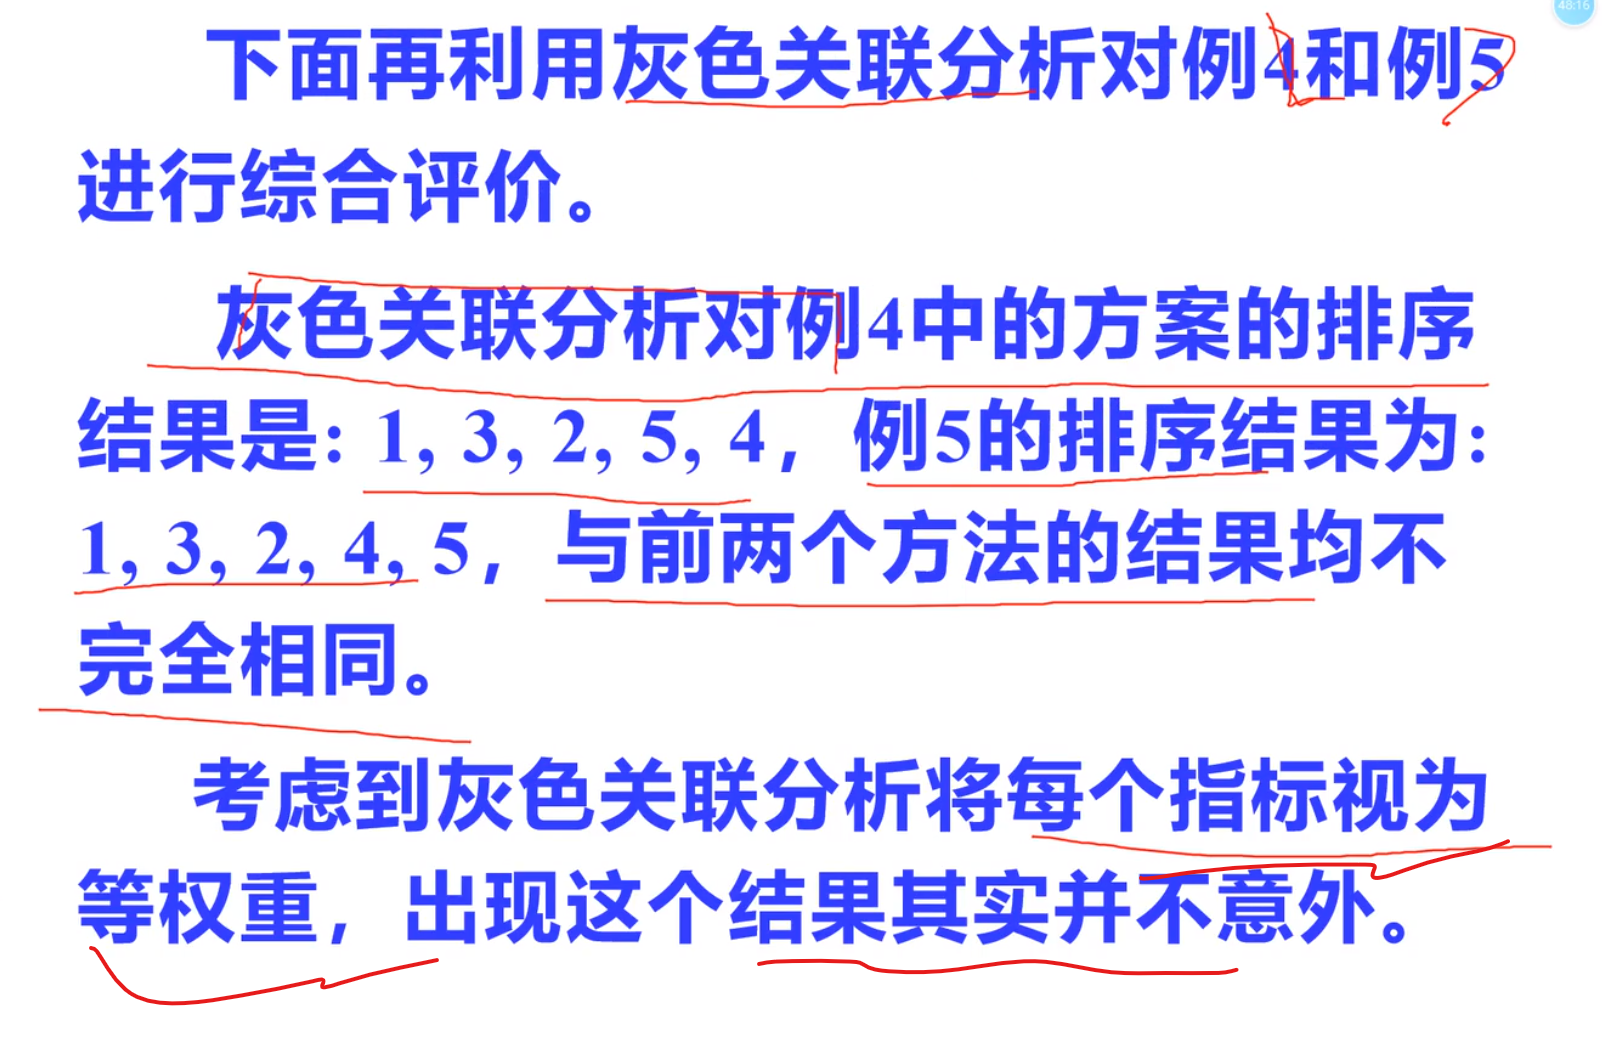 48:16
下面再利用灰色关联分析对例4和例5
进行综合评价。
灰色关联分析对例4中的方案的排序
结果是: 1, 3, 2, 5, 4，例5的排序结果为:
1, 3, 2, 4, 5，与前两个方法的结果均不
完全相同。
考虑到灰色关联分析将每个指标视为
等权重，出现这个结果其实并不意外。